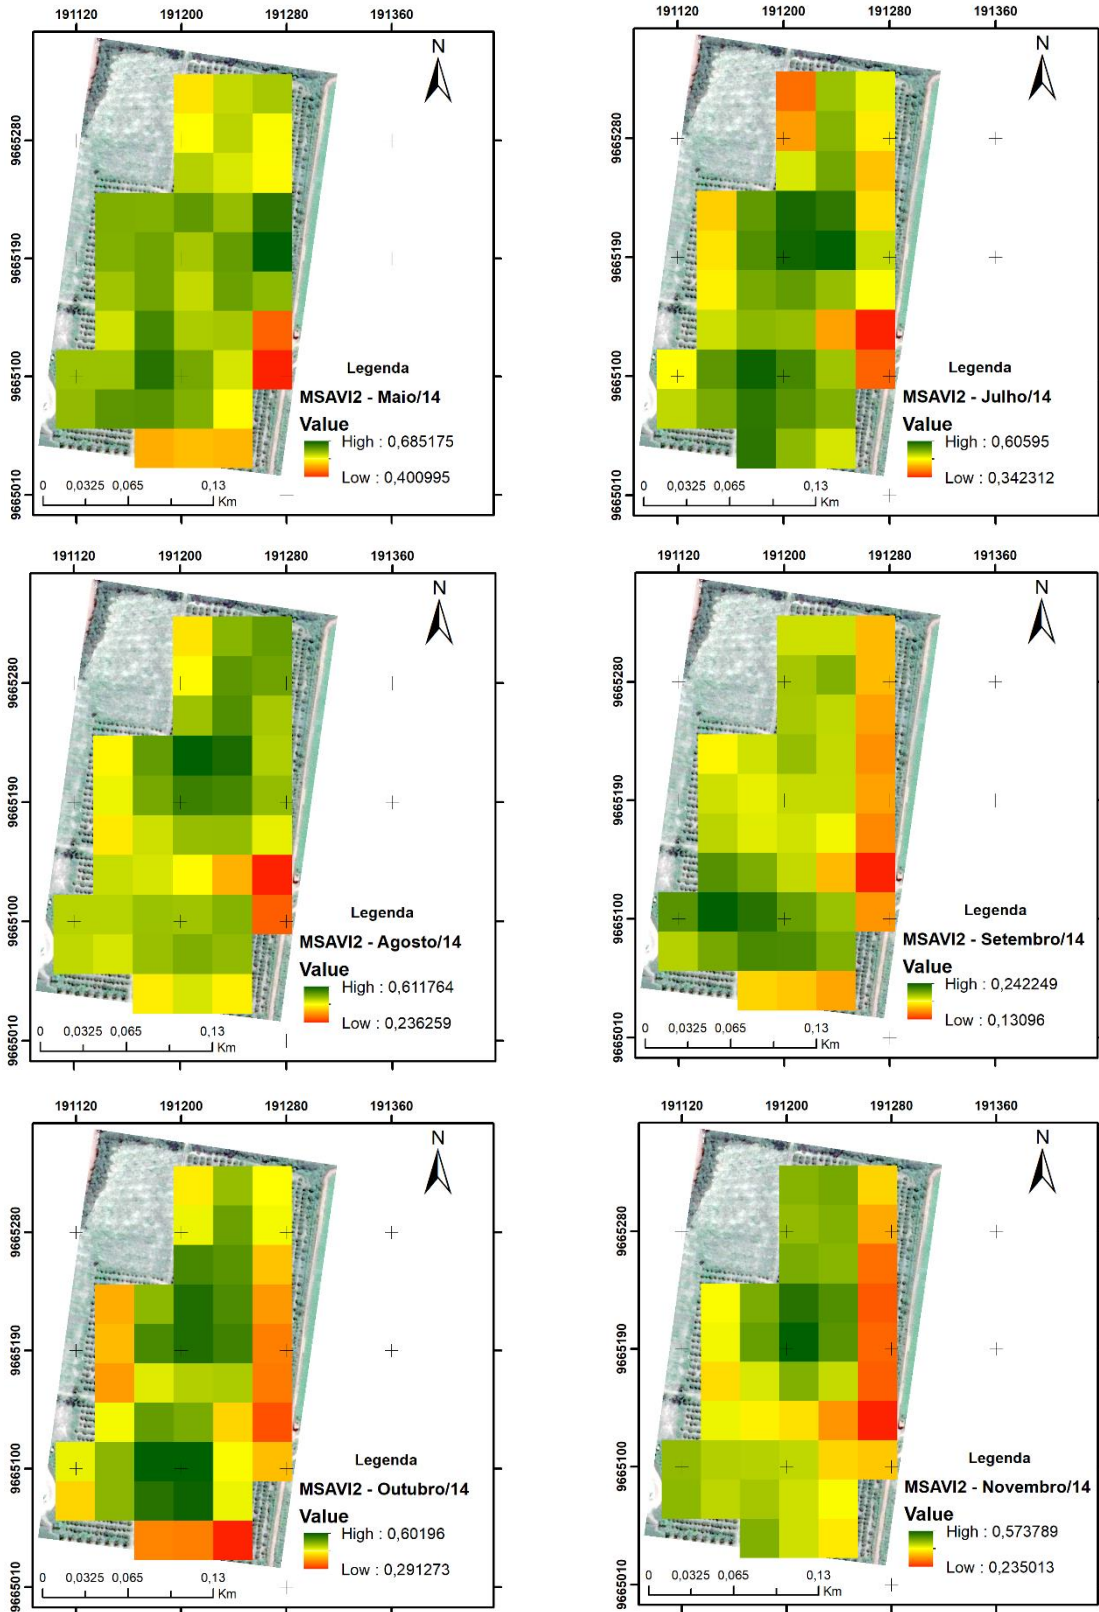 191120 191200 191280 191360
N
9665280
9665190
9665100
9665010
Legenda
MSAVI2 - Maio/14
Value
High : 0,685175
Low : 0,400995
0 0,0325 0,065 0,13
Km
191120 191200 191280 191360
N
9665280
9665190
9665100
9665010
Legenda
MSAVI2 - Julho/14
Value
High : 0,60595
Low : 0,342312
0 0,0325 0,065 0,13
Km
191120 191200 191280 191360
N
9665280
9665190
9665100
9665010
Legenda
MSAVI2 - Agosto/14
Value
High : 0,611764
Low : 0,236259
0 0,0325 0,065 0,13
Km
191120 191200 191280 191360
N
9665280
9665190
9665100
9665010
Legenda
MSAVI2 - Setembro/14
Value
High : 0,242249
Low : 0,13096
0 0,0325 0,065 0,13
Km
191120 191200 191280 191360
N
9665280
9665190
9665100
9665010
Legenda
MSAVI2 - Outubro/14
Value
High : 0,60196
Low : 0,291273
0 0,0325 0,065 0,13
Km
191120 191200 191280 191360
N
9665280
9665190
9665100
9665010
Legenda
MSAVI2 - Novembro/14
Value
High : 0,573789
Low : 0,235013
0 0,0325 0,065 0,13
Km